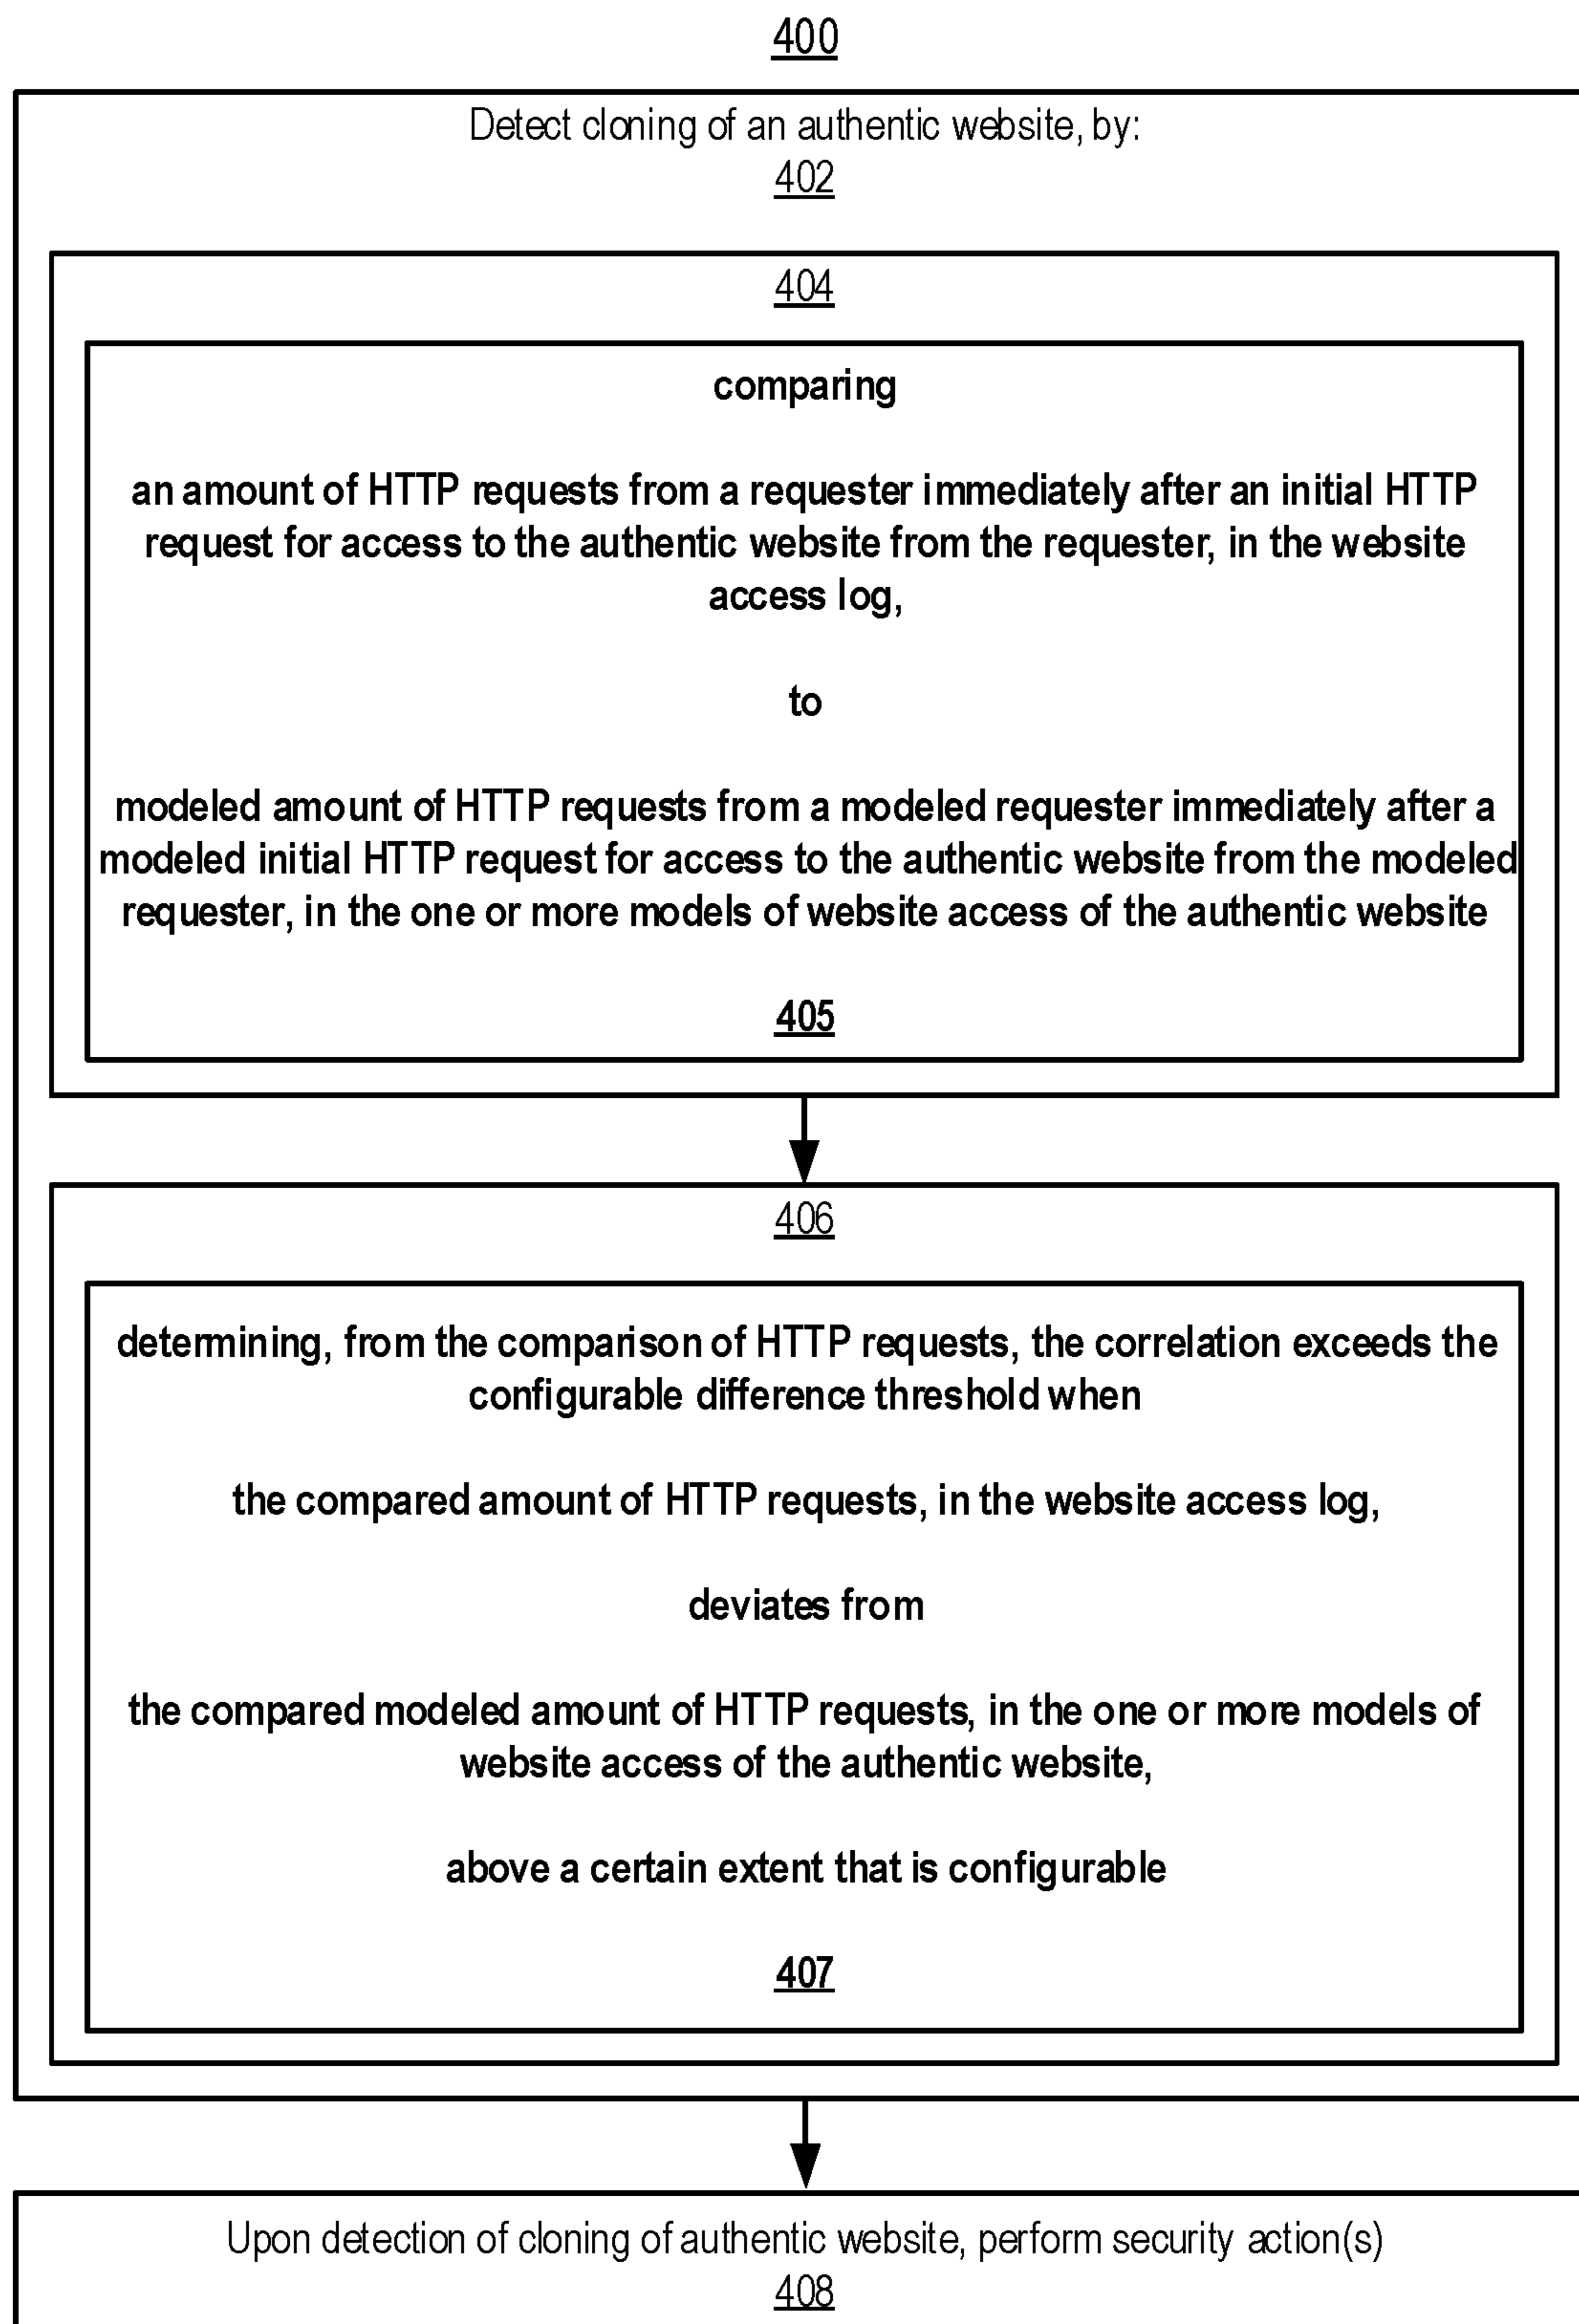 400
Detect cloning of an authentic website, by:
402
404
comparing
an amount of HTTP requests from a requester immediately after an initial HTTP
request for access to the authentic website from the requester, in the website
access log,
to
modeled amount of HTTP requests from a modeled requester immediately after a
modeled initial HTTP request for access to the authentic website from the modeled
requester, in the one or more models of website access of the authentic website
405
406
determining, from the comparison of HTTP requests, the correlation exceeds the
configurable difference threshold when
the compared amount of HTTP requests, in the website access log,
deviates from
the compared modeled amount of HTTP requests, in the one or more models of
website access of the authentic website,
above a certain extent that is configurable
407
Upon detection of cloning of authentic website, perform security action(s)
408